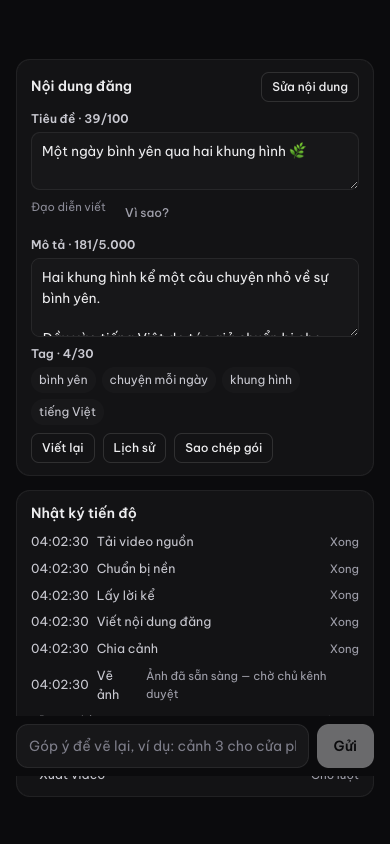 Nội dung đăng
Sửa nội dung
Tiêu đề · 39/100
Một ngày bình yên qua hai khung hình 🌿
Đạo diễn viết
Vì sao?
Mô tả · 181/5.000
Hai khung hình kể một câu chuyện nhỏ về sự
bình yên.
Tag · 4/30
bình yên
chuyện mỗi ngày
khung hình
tiếng Việt
Viết lại
Lịch sử
Sao chép gói
Nhật ký tiến độ
04:02:30 Tải video nguồn Xong
04:02:30 Chuẩn bị nền Xong
04:02:30 Lấy lời kể Xong
04:02:30 Viết nội dung đăng Xong
04:02:30 Chia cảnh Xong
04:02:30 Vẽ ảnh Ảnh đã sẵn sàng — chờ chủ kênh
duyệt
Góp ý để vẽ lại, ví dụ: cảnh 3 cho cửa
Gửi